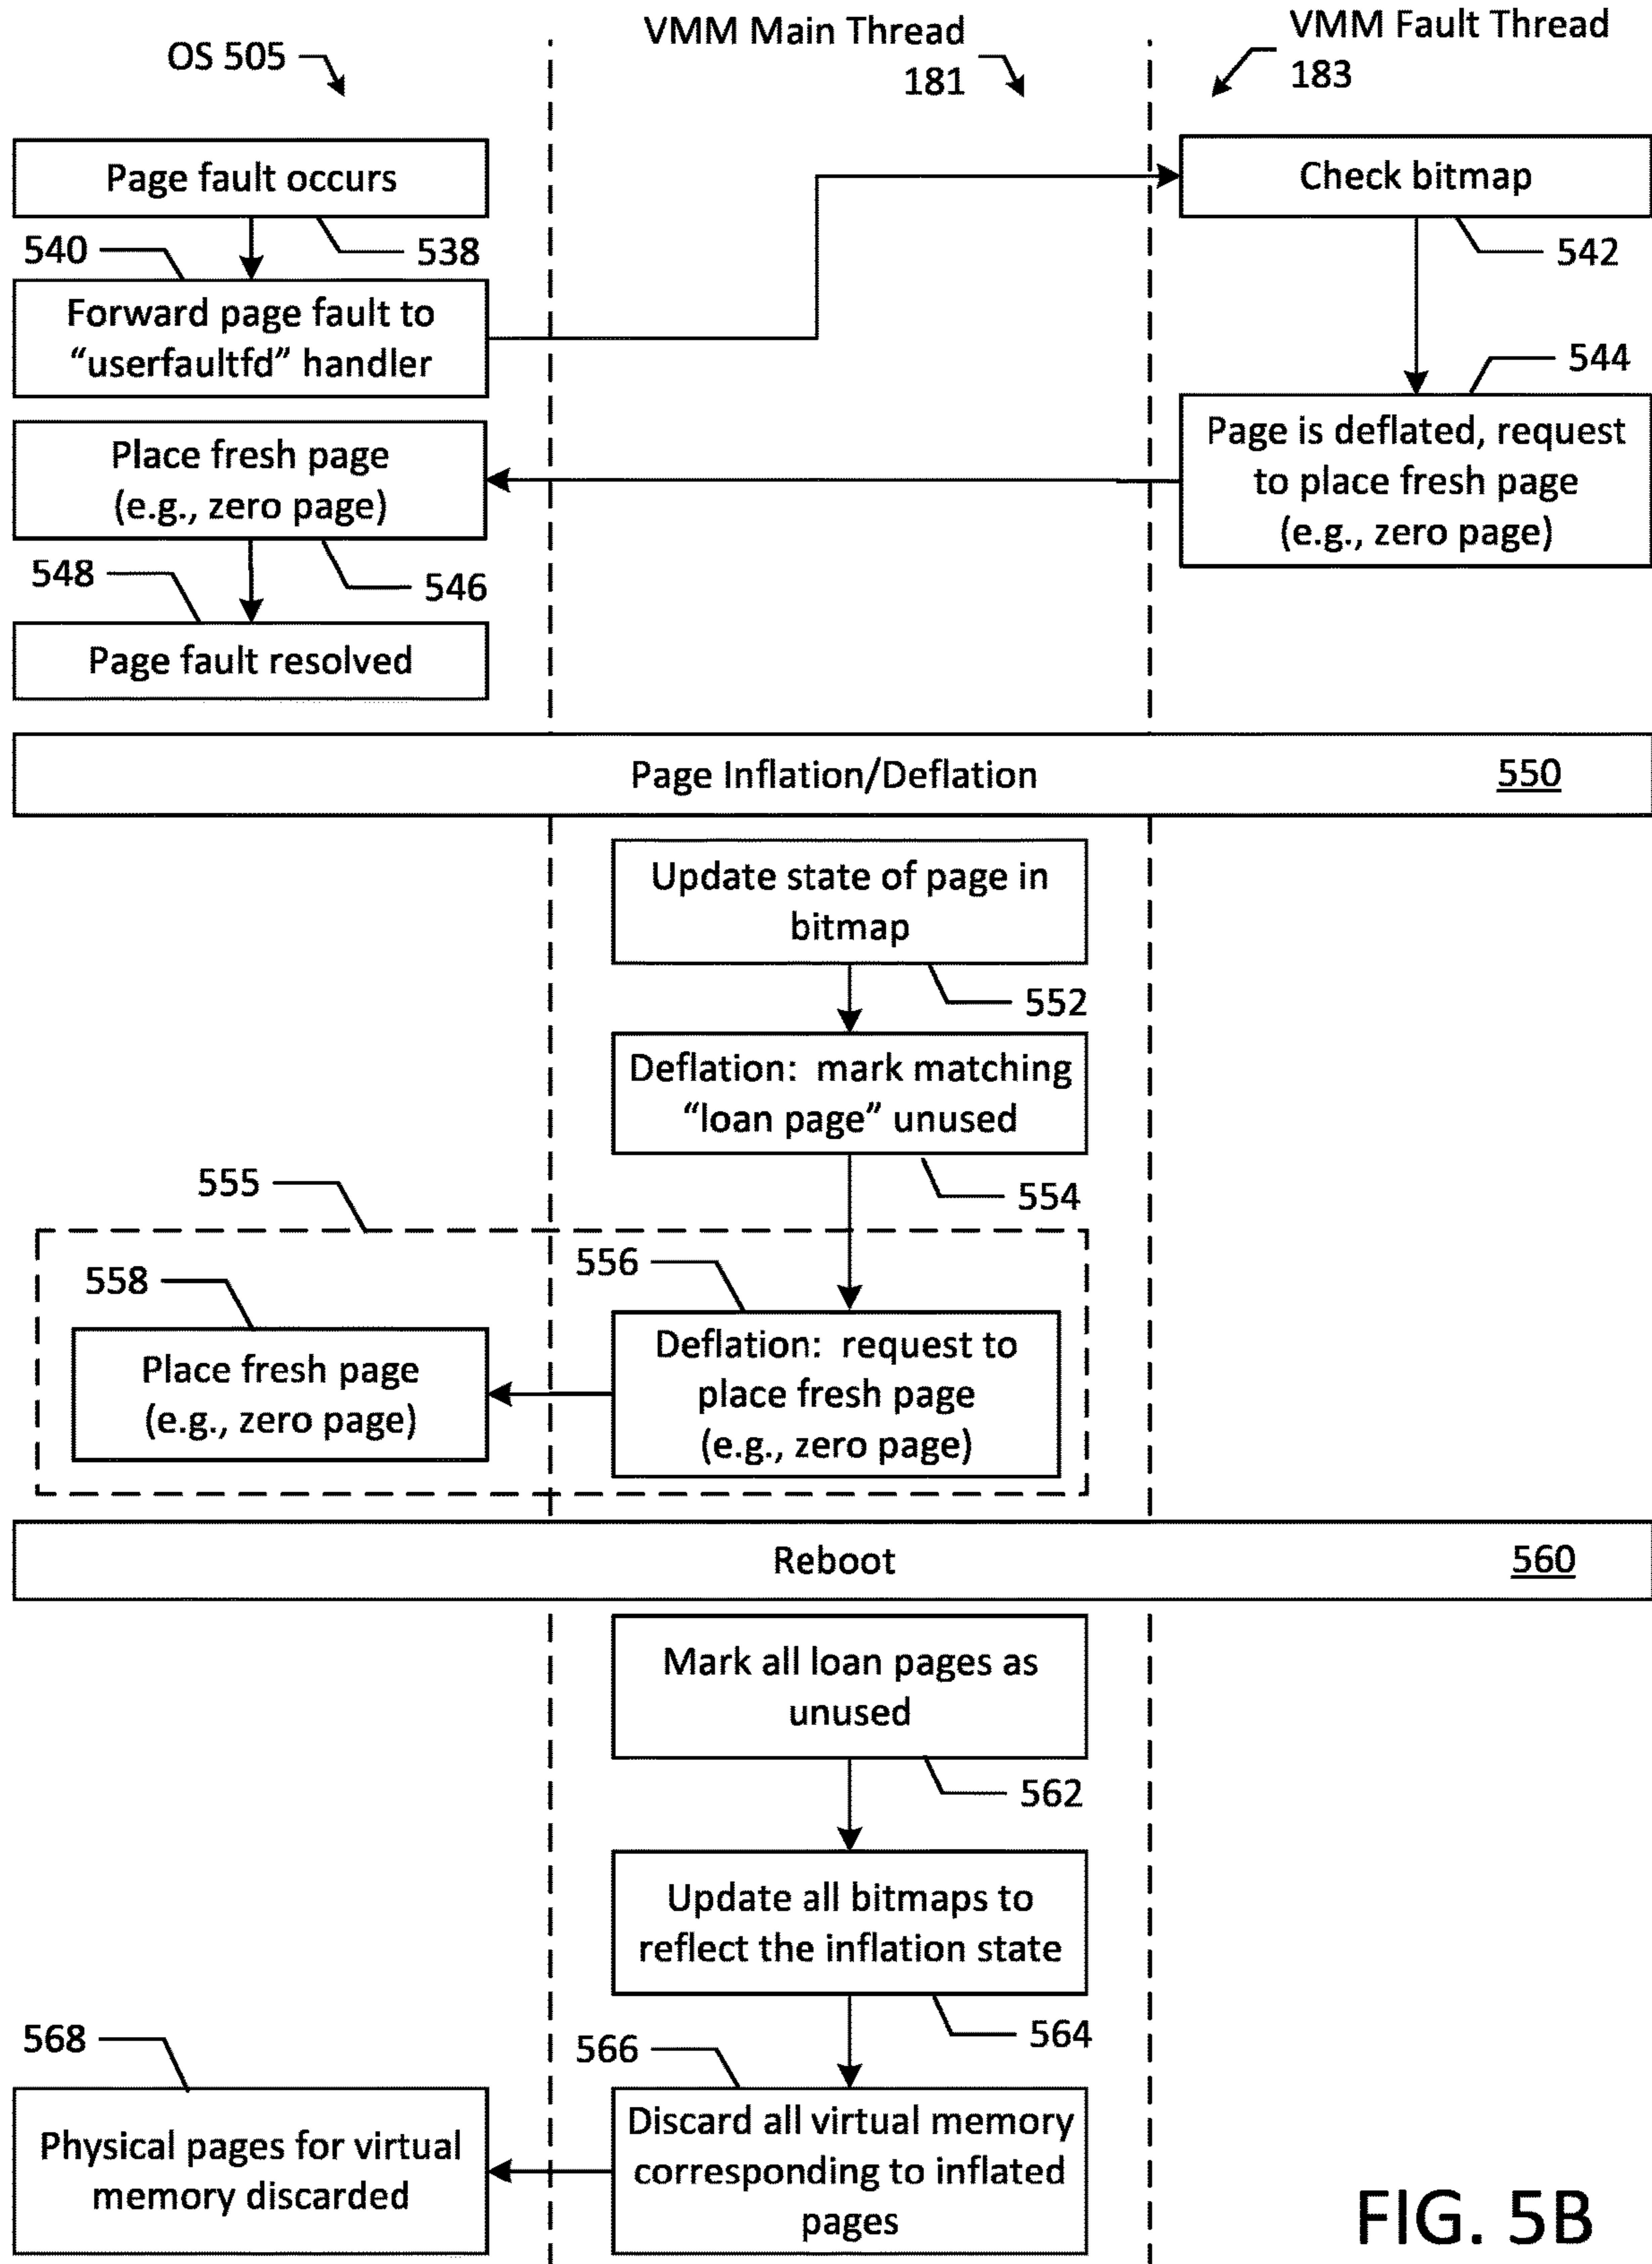 OS 505
VMM Main Thread
181
VMM Fault Thread
183
Page fault occurs
538
540
Forward page fault to
“userfaultfd” handler
Check bitmap
542
544
Page is deflated, request
to place fresh page
(e.g., zero page)
Place fresh page
(e.g., zero page)
546
548
Page fault resolved
Page Inflation/Deflation
550
Update state of page in
bitmap
552
Deflation: mark matching
“loan page” unused
554
555
556
Deflation: request to
place fresh page
(e.g., zero page)
558
Place fresh page
(e.g., zero page)
Reboot
560
Mark all loan pages as
unused
562
Update all bitmaps to
reflect the inflation state
564
566
Discard all virtual memory
corresponding to inflated
pages
568
Physical pages for virtual
memory discarded
FIG. 5B